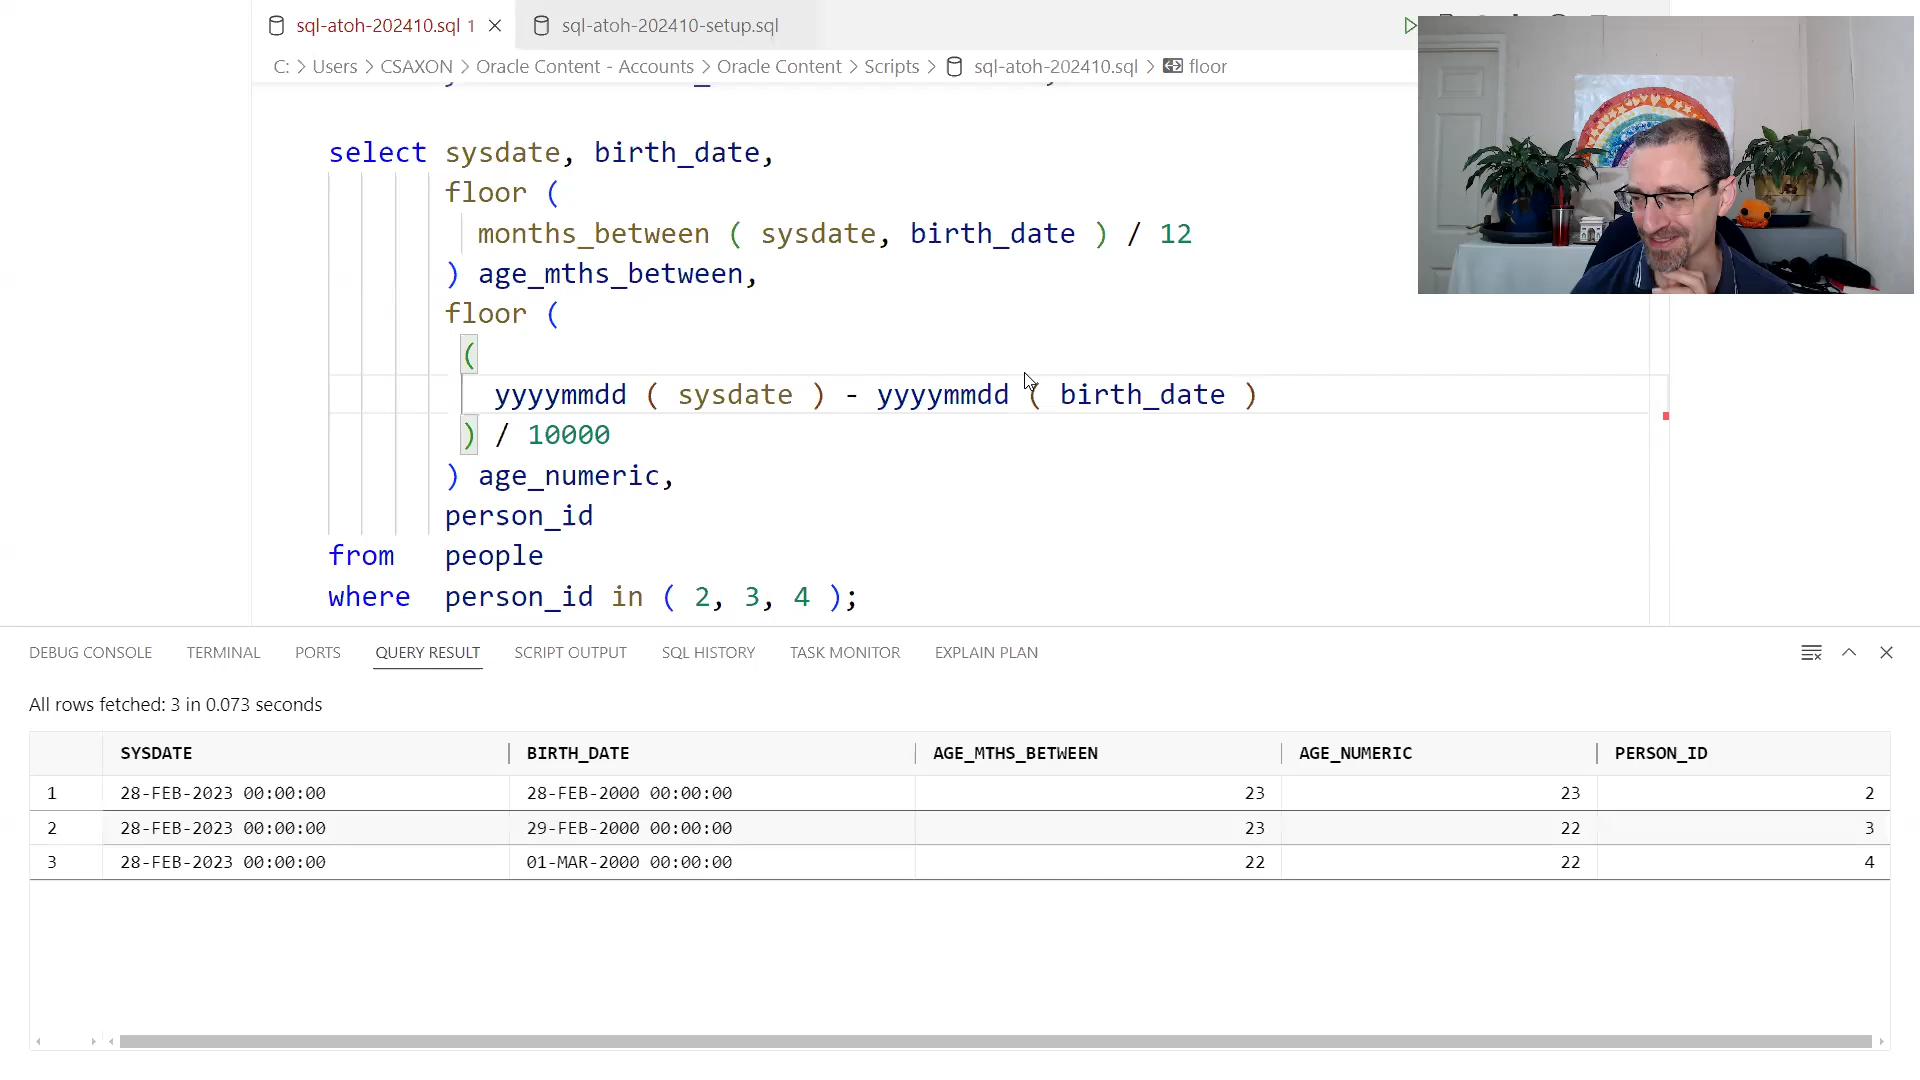 sql-atoh-202410.sql 1
sql-atoh-202410-setup.sql
C: > Users > CSAXON > Oracle Content - Accounts > Oracle Content > Scripts > sql-atoh-202410.sql > floor
select sysdate, birth_date,
floor (
months_between ( sysdate, birth_date ) / 12
) age_mths_between,
floor (
(
yyyymmdd ( sysdate ) - yyyymmdd ( birth_date )
) / 10000
) age_numeric,
person_id
from people
where person_id in ( 2, 3, 4 );
DEBUG CONSOLE TERMINAL PORTS QUERY RESULT SCRIPT OUTPUT SQL HISTORY TASK MONITOR EXPLAIN PLAN
All rows fetched: 3 in 0.073 seconds
SYSDATE BIRTH_DATE AGE_MTHS_BETWEEN AGE_NUMERIC PERSON_ID
1 28-FEB-2023 00:00:00 28-FEB-2000 00:00:00 23 23 2
2 28-FEB-2023 00:00:00 29-FEB-2000 00:00:00 23 22 3
3 28-FEB-2023 00:00:00 01-MAR-2000 00:00:00 22 22 4